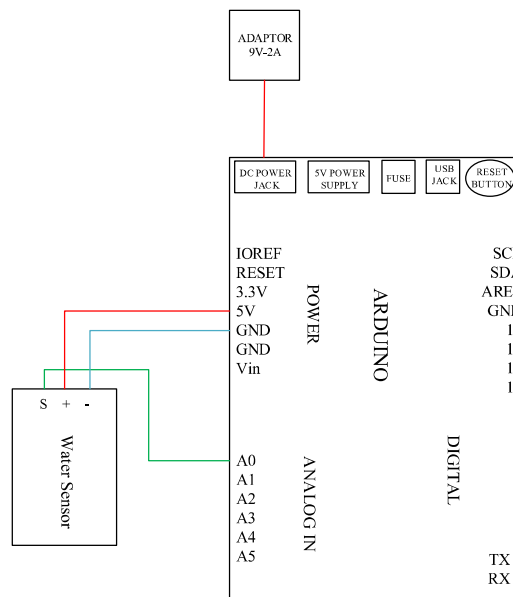 ADAPTOR
9V-2A
DC POWER
JACK
5V POWER
SUPPLY
FUSE
USB
JACK
RESET
BUTTON
IOREF
RESET
3.3V
5V
GND
GND
Vin
POWER
ARDUINO
S + -
Water Sensor
A0
A1
A2
A3
A4
A5
ANALOG IN
DIGITAL
TX
RX